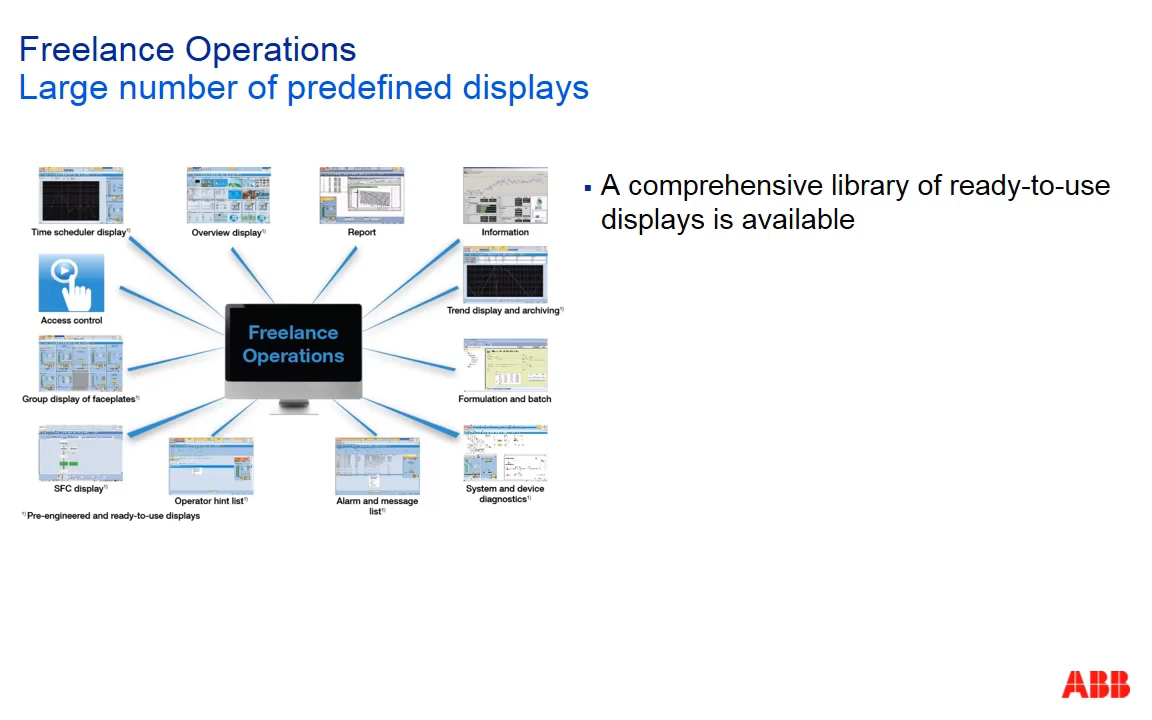 Freelance Operations
Large number of predefined displays
▪ A comprehensive library of ready-to-use
displays is available
Time scheduler display¹⁾
Overview display¹⁾
Report
Information
Access control
Trend display and archiving¹⁾
Freelance
Operations
Group display of faceplates¹⁾
Formulation and batch
SFC display¹⁾
Operator hint list¹⁾
Alarm and message
list¹⁾
System and device
diagnostics¹⁾
¹⁾ Pre-engineered and ready-to-use displays
ABB